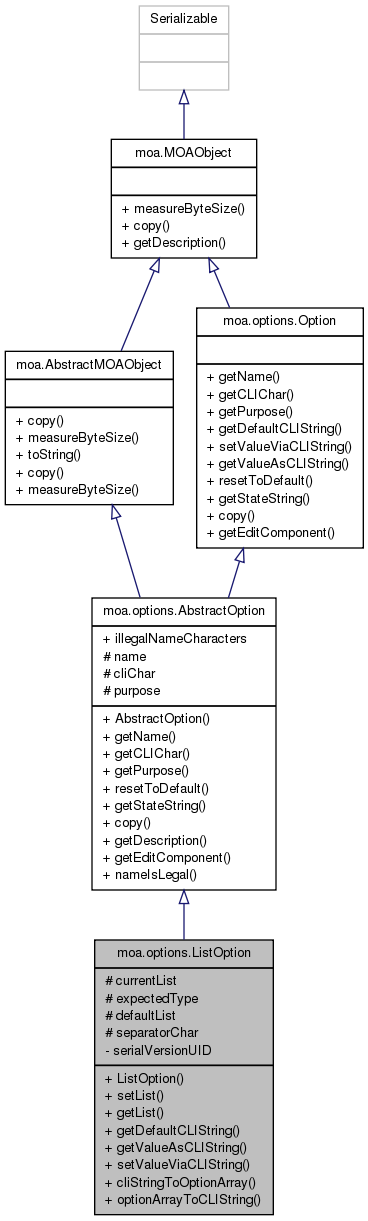 Serializable
moa.MOAObject
+ measureByteSize()
+ copy()
+ getDescription()
moa.AbstractMOAObject
+ copy()
+ measureByteSize()
+ toString()
+ copy()
+ measureByteSize()
moa.options.Option
+ getName()
+ getCLIChar()
+ getPurpose()
+ getDefaultCLIString()
+ setValueViaCLIString()
+ getValueAsCLIString()
+ resetToDefault()
+ getStateString()
+ copy()
+ getEditComponent()
moa.options.AbstractOption
+ illegalNameCharacters
# name
# cliChar
# purpose
+ AbstractOption()
+ getName()
+ getCLIChar()
+ getPurpose()
+ resetToDefault()
+ getStateString()
+ copy()
+ getDescription()
+ getEditComponent()
+ nameIsLegal()
moa.options.ListOption
# currentList
# expectedType
# defaultList
# separatorChar
- serialVersionUID
+ ListOption()
+ setList()
+ getList()
+ getDefaultCLIString()
+ getValueAsCLIString()
+ setValueViaCLIString()
+ cliStringToOptionArray()
+ optionArrayToCLIString()